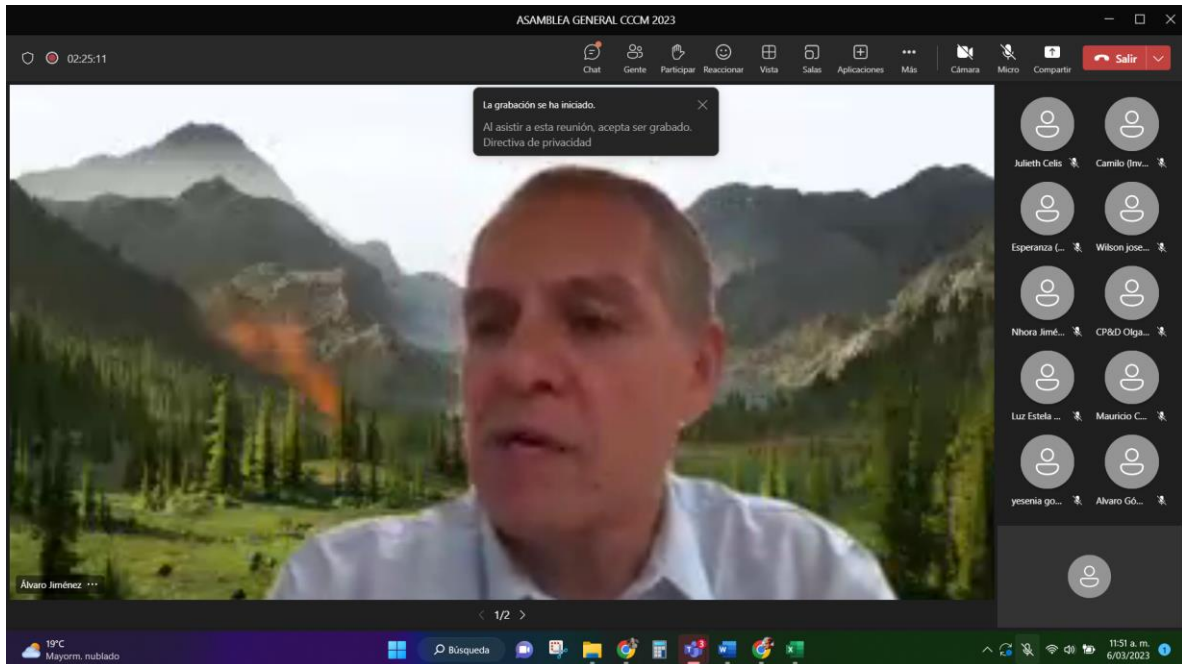 ASAMBLEA GENERAL CCCM 2023
02:25:11
Chat
Gente
Participar
Reaccionar
Vista
Salas
Aplicaciones
Más
Cámara
Micro
Compartir
Salir
La grabación se ha iniciado.
Al asistir a esta reunión, acepta ser grabado.
Directiva de privacidad
Julieth Celis
Camilo (Inv...
Esperanza (...
Wilson jose...
Nhora Jimé...
CP&D Olga...
Luz Estela ...
Mauricio C...
yesenia go...
Alvaro Gó...
Álvaro Jiménez ...
1/2
19°C
Mayorm. nublado
Búsqueda
11:51 a. m.
6/03/2023